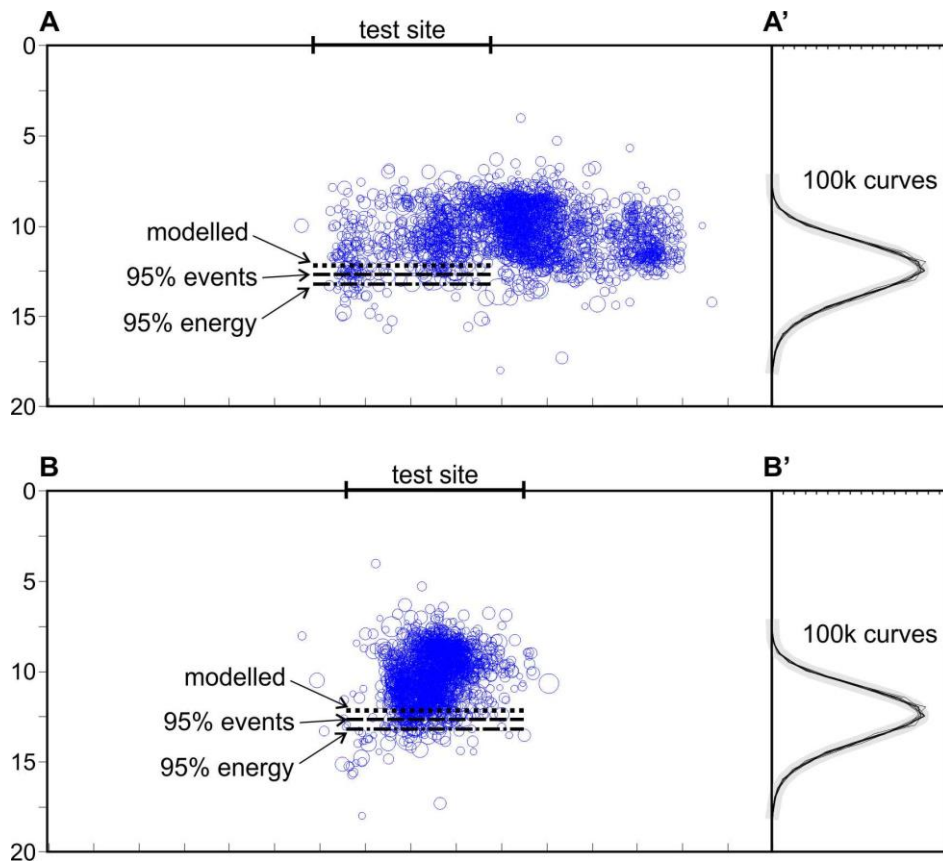 A
test site
A’
0
5
10
15
20
100k curves
modelled
95% events
95% energy
B
test site
B’
0
5
10
15
20
100k curves
modelled
95% events
95% energy